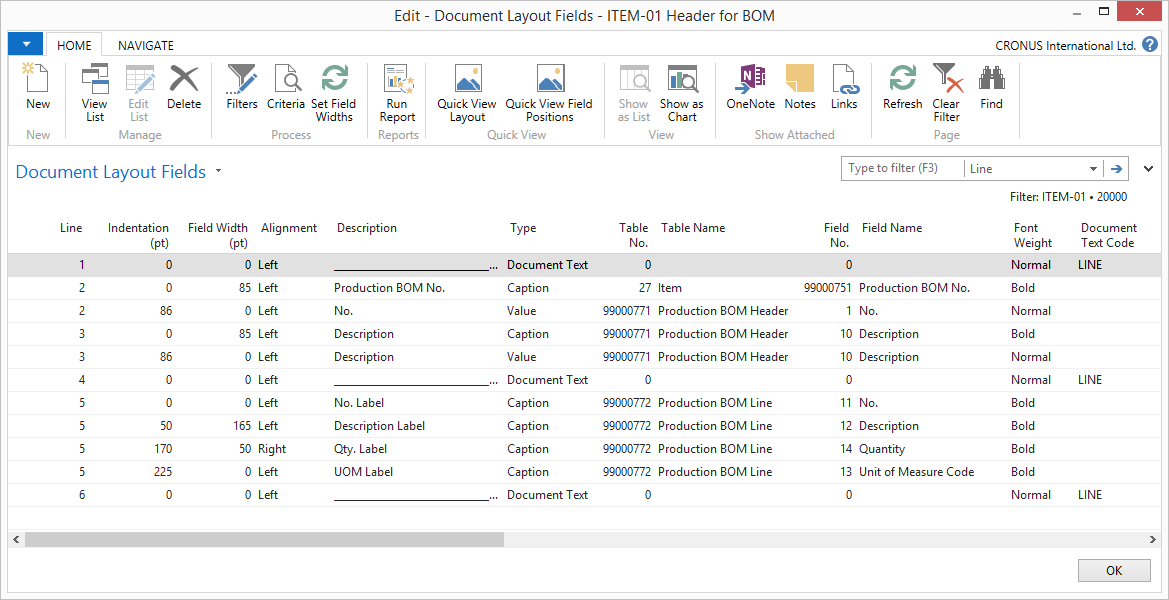 Edit - Document Layout Fields - ITEM-01 Header for BOM
HOME NAVIGATE CRONUS International Ltd. ?
New View List Edit List Delete Filters Criteria Set Field Widths Run Report Quick View Layout Quick View Field Positions Show as List Show as Chart OneNote Notes Links Refresh Clear Filter Find
New Manage Process Reports Quick View View Show Attached Page
Document Layout Fields Type to filter (F3) Line
Filter: ITEM-01 • 20000
Line Indentation (pt) Field Width (pt) Alignment Description Type Table No. Table Name Field No. Field Name Font Weight Document Text Code
1 0 0 Left ______________________________... Document Text 0 0 Normal LINE
2 0 85 Left Production BOM No. Caption 27 Item 99000751 Production BOM No. Bold
2 86 0 Left No. Value 99000771 Production BOM Header 1 No. Normal
3 0 85 Left Description Caption 99000771 Production BOM Header 10 Description Bold
3 86 0 Left Description Value 99000771 Production BOM Header 10 Description Normal
4 0 0 Left ______________________________... Document Text 0 0 Normal LINE
5 0 0 Left No. Label Caption 99000772 Production BOM Line 11 No. Bold
5 50 165 Left Description Label Caption 99000772 Production BOM Line 12 Description Bold
5 170 50 Right Qty. Label Caption 99000772 Production BOM Line 14 Quantity Bold
5 225 0 Left UOM Label Caption 99000772 Production BOM Line 13 Unit of Measure Code Bold
6 0 0 Left ______________________________... Document Text 0 0 Normal LINE
OK